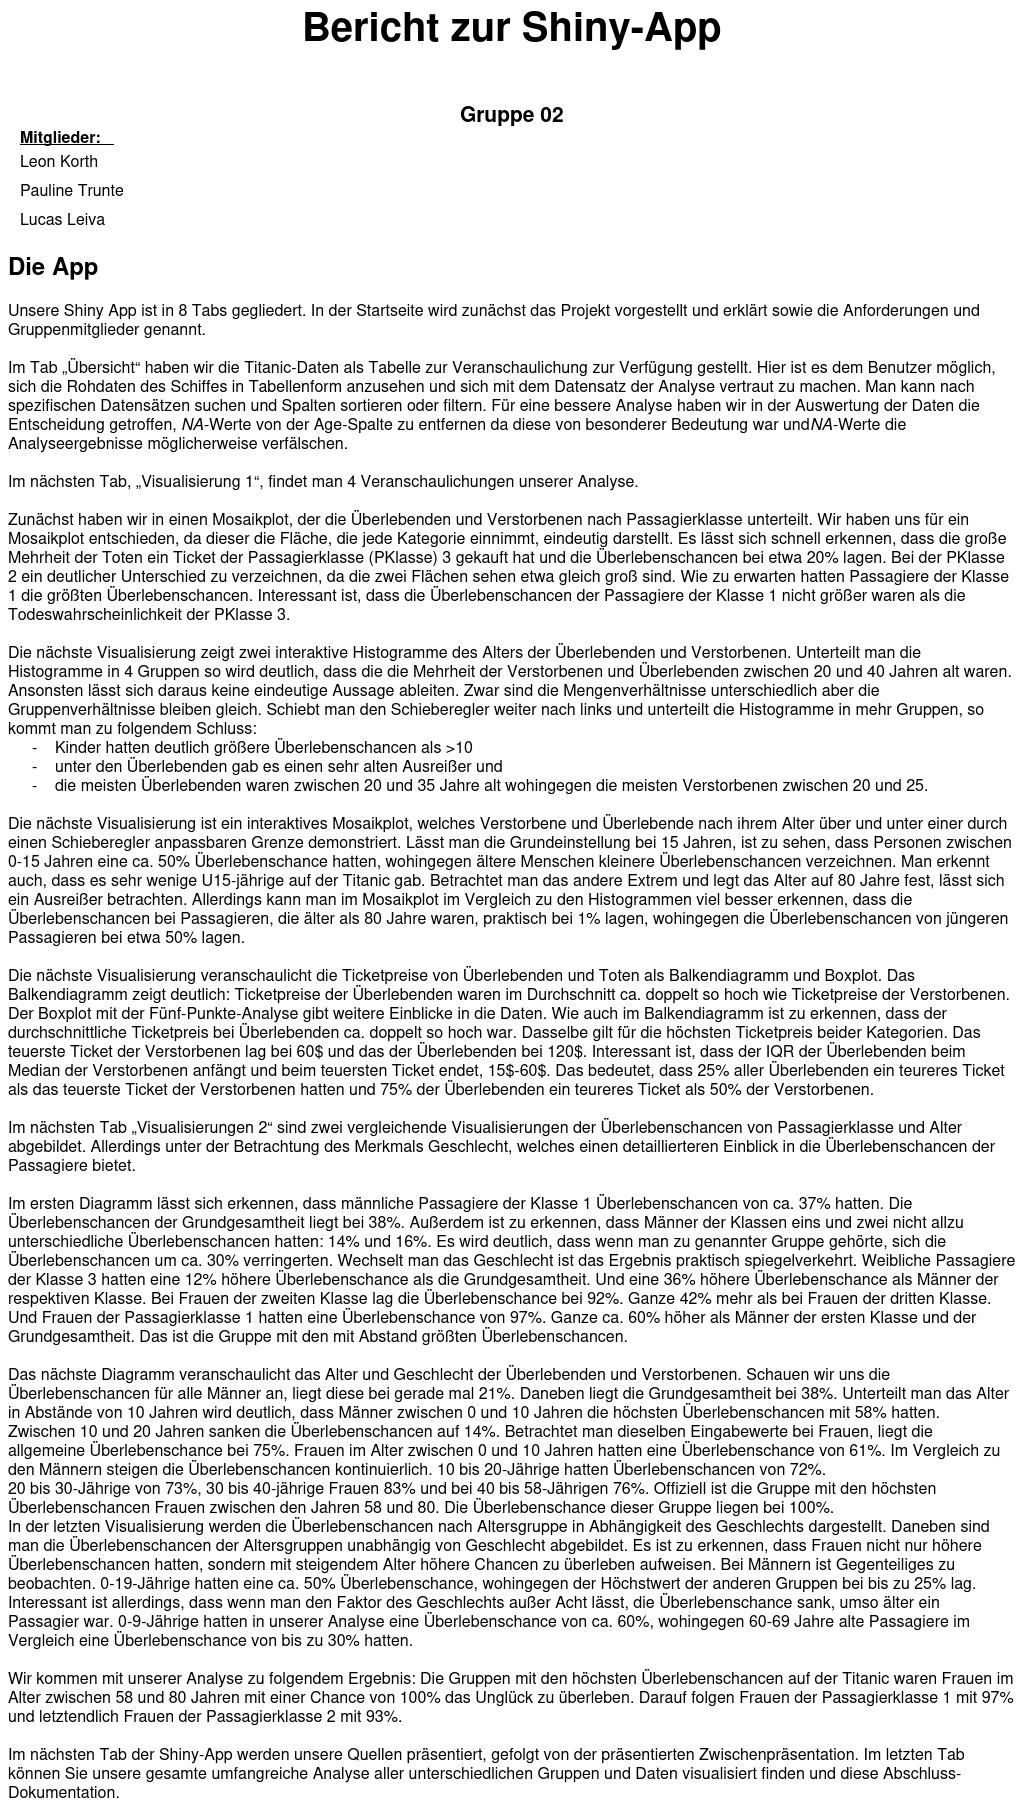 Bericht zur Shiny-App
Gruppe 02
Mitglieder:
Leon Korth
Pauline Trunte
Lucas Leiva
Die App
Unsere Shiny App ist in 8 Tabs gegliedert. In der Startseite wird zunächst das Projekt vorgestellt und erklärt sowie die Anforderungen und
Gruppenmitglieder genannt.
Im Tab „Übersicht“ haben wir die Titanic-Daten als Tabelle zur Veranschaulichung zur Verfügung gestellt. Hier ist es dem Benutzer möglich,
sich die Rohdaten des Schiffes in Tabellenform anzusehen und sich mit dem Datensatz der Analyse vertraut zu machen. Man kann nach
spezifischen Datensätzen suchen und Spalten sortieren oder filtern. Für eine bessere Analyse haben wir in der Auswertung der Daten die
Entscheidung getroffen, NA-Werte von der Age-Spalte zu entfernen da diese von besonderer Bedeutung war undNA-Werte die
Analyseergebnisse möglicherweise verfälschen.
Im nächsten Tab, „Visualisierung 1“, findet man 4 Veranschaulichungen unserer Analyse.
Zunächst haben wir in einen Mosaikplot, der die Überlebenden und Verstorbenen nach Passagierklasse unterteilt. Wir haben uns für ein
Mosaikplot entschieden, da dieser die Fläche, die jede Kategorie einnimmt, eindeutig darstellt. Es lässt sich schnell erkennen, dass die große
Mehrheit der Toten ein Ticket der Passagierklasse (PKlasse) 3 gekauft hat und die Überlebenschancen bei etwa 20% lagen. Bei der PKlasse
2 ein deutlicher Unterschied zu verzeichnen, da die zwei Flächen sehen etwa gleich groß sind. Wie zu erwarten hatten Passagiere der Klasse
1 die größten Überlebenschancen. Interessant ist, dass die Überlebenschancen der Passagiere der Klasse 1 nicht größer waren als die
Todeswahrscheinlichkeit der PKlasse 3.
Die nächste Visualisierung zeigt zwei interaktive Histogramme des Alters der Überlebenden und Verstorbenen. Unterteilt man die
Histogramme in 4 Gruppen so wird deutlich, dass die die Mehrheit der Verstorbenen und Überlebenden zwischen 20 und 40 Jahren alt waren.
Ansonsten lässt sich daraus keine eindeutige Aussage ableiten. Zwar sind die Mengenverhältnisse unterschiedlich aber die
Gruppenverhältnisse bleiben gleich. Schiebt man den Schieberegler weiter nach links und unterteilt die Histogramme in mehr Gruppen, so
kommt man zu folgendem Schluss:
- Kinder hatten deutlich größere Überlebenschancen als >10
- unter den Überlebenden gab es einen sehr alten Ausreißer und
- die meisten Überlebenden waren zwischen 20 und 35 Jahre alt wohingegen die meisten Verstorbenen zwischen 20 und 25.
Die nächste Visualisierung ist ein interaktives Mosaikplot, welches Verstorbene und Überlebende nach ihrem Alter über und unter einer durch
einen Schieberegler anpassbaren Grenze demonstriert. Lässt man die Grundeinstellung bei 15 Jahren, ist zu sehen, dass Personen zwischen
0-15 Jahren eine ca. 50% Überlebenschance hatten, wohingegen ältere Menschen kleinere Überlebenschancen verzeichnen. Man erkennt
auch, dass es sehr wenige U15-jährige auf der Titanic gab. Betrachtet man das andere Extrem und legt das Alter auf 80 Jahre fest, lässt sich
ein Ausreißer betrachten. Allerdings kann man im Mosaikplot im Vergleich zu den Histogrammen viel besser erkennen, dass die
Überlebenschancen bei Passagieren, die älter als 80 Jahre waren, praktisch bei 1% lagen, wohingegen die Überlebenschancen von jüngeren
Passagieren bei etwa 50% lagen.
Die nächste Visualisierung veranschaulicht die Ticketpreise von Überlebenden und Toten als Balkendiagramm und Boxplot. Das
Balkendiagramm zeigt deutlich: Ticketpreise der Überlebenden waren im Durchschnitt ca. doppelt so hoch wie Ticketpreise der Verstorbenen.
Der Boxplot mit der Fünf-Punkte-Analyse gibt weitere Einblicke in die Daten. Wie auch im Balkendiagramm ist zu erkennen, dass der
durchschnittliche Ticketpreis bei Überlebenden ca. doppelt so hoch war. Dasselbe gilt für die höchsten Ticketpreis beider Kategorien. Das
teuerste Ticket der Verstorbenen lag bei 60$ und das der Überlebenden bei 120$. Interessant ist, dass der IQR der Überlebenden beim
Median der Verstorbenen anfängt und beim teuersten Ticket endet, 15$-60$. Das bedeutet, dass 25% aller Überlebenden ein teureres Ticket
als das teuerste Ticket der Verstorbenen hatten und 75% der Überlebenden ein teureres Ticket als 50% der Verstorbenen.
Im nächsten Tab „Visualisierungen 2“ sind zwei vergleichende Visualisierungen der Überlebenschancen von Passagierklasse und Alter
abgebildet. Allerdings unter der Betrachtung des Merkmals Geschlecht, welches einen detaillierteren Einblick in die Überlebenschancen der
Passagiere bietet.
Im ersten Diagramm lässt sich erkennen, dass männliche Passagiere der Klasse 1 Überlebenschancen von ca. 37% hatten. Die
Überlebenschancen der Grundgesamtheit liegt bei 38%. Außerdem ist zu erkennen, dass Männer der Klassen eins und zwei nicht allzu
unterschiedliche Überlebenschancen hatten: 14% und 16%. Es wird deutlich, dass wenn man zu genannter Gruppe gehörte, sich die
Überlebenschancen um ca. 30% verringerten. Wechselt man das Geschlecht ist das Ergebnis praktisch spiegelverkehrt. Weibliche Passagiere
der Klasse 3 hatten eine 12% höhere Überlebenschance als die Grundgesamtheit. Und eine 36% höhere Überlebenschance als Männer der
respektiven Klasse. Bei Frauen der zweiten Klasse lag die Überlebenschance bei 92%. Ganze 42% mehr als bei Frauen der dritten Klasse.
Und Frauen der Passagierklasse 1 hatten eine Überlebenschance von 97%. Ganze ca. 60% höher als Männer der ersten Klasse und der
Grundgesamtheit. Das ist die Gruppe mit den mit Abstand größten Überlebenschancen.
Das nächste Diagramm veranschaulicht das Alter und Geschlecht der Überlebenden und Verstorbenen. Schauen wir uns die
Überlebenschancen für alle Männer an, liegt diese bei gerade mal 21%. Daneben liegt die Grundgesamtheit bei 38%. Unterteilt man das Alter
in Abstände von 10 Jahren wird deutlich, dass Männer zwischen 0 und 10 Jahren die höchsten Überlebenschancen mit 58% hatten.
Zwischen 10 und 20 Jahren sanken die Überlebenschancen auf 14%. Betrachtet man dieselben Eingabewerte bei Frauen, liegt die
allgemeine Überlebenschance bei 75%. Frauen im Alter zwischen 0 und 10 Jahren hatten eine Überlebenschance von 61%. Im Vergleich zu
den Männern steigen die Überlebenschancen kontinuierlich. 10 bis 20-Jährige hatten Überlebenschancen von 72%.
20 bis 30-Jährige von 73%, 30 bis 40-jährige Frauen 83% und bei 40 bis 58-Jährigen 76%. Offiziell ist die Gruppe mit den höchsten
Überlebenschancen Frauen zwischen den Jahren 58 und 80. Die Überlebenschance dieser Gruppe liegen bei 100%.
In der letzten Visualisierung werden die Überlebenschancen nach Altersgruppe in Abhängigkeit des Geschlechts dargestellt. Daneben sind
man die Überlebenschancen der Altersgruppen unabhängig von Geschlecht abgebildet. Es ist zu erkennen, dass Frauen nicht nur höhere
Überlebenschancen hatten, sondern mit steigendem Alter höhere Chancen zu überleben aufweisen. Bei Männern ist Gegenteiliges zu
beobachten. 0-19-Jährige hatten eine ca. 50% Überlebenschance, wohingegen der Höchstwert der anderen Gruppen bei bis zu 25% lag.
Interessant ist allerdings, dass wenn man den Faktor des Geschlechts außer Acht lässt, die Überlebenschance sank, umso älter ein
Passagier war. 0-9-Jährige hatten in unserer Analyse eine Überlebenschance von ca. 60%, wohingegen 60-69 Jahre alte Passagiere im
Vergleich eine Überlebenschance von bis zu 30% hatten.
Wir kommen mit unserer Analyse zu folgendem Ergebnis: Die Gruppen mit den höchsten Überlebenschancen auf der Titanic waren Frauen im
Alter zwischen 58 und 80 Jahren mit einer Chance von 100% das Unglück zu überleben. Darauf folgen Frauen der Passagierklasse 1 mit 97%
und letztendlich Frauen der Passagierklasse 2 mit 93%.
Im nächsten Tab der Shiny-App werden unsere Quellen präsentiert, gefolgt von der präsentierten Zwischenpräsentation. Im letzten Tab
können Sie unsere gesamte umfangreiche Analyse aller unterschiedlichen Gruppen und Daten visualisiert finden und diese Abschluss-
Dokumentation.